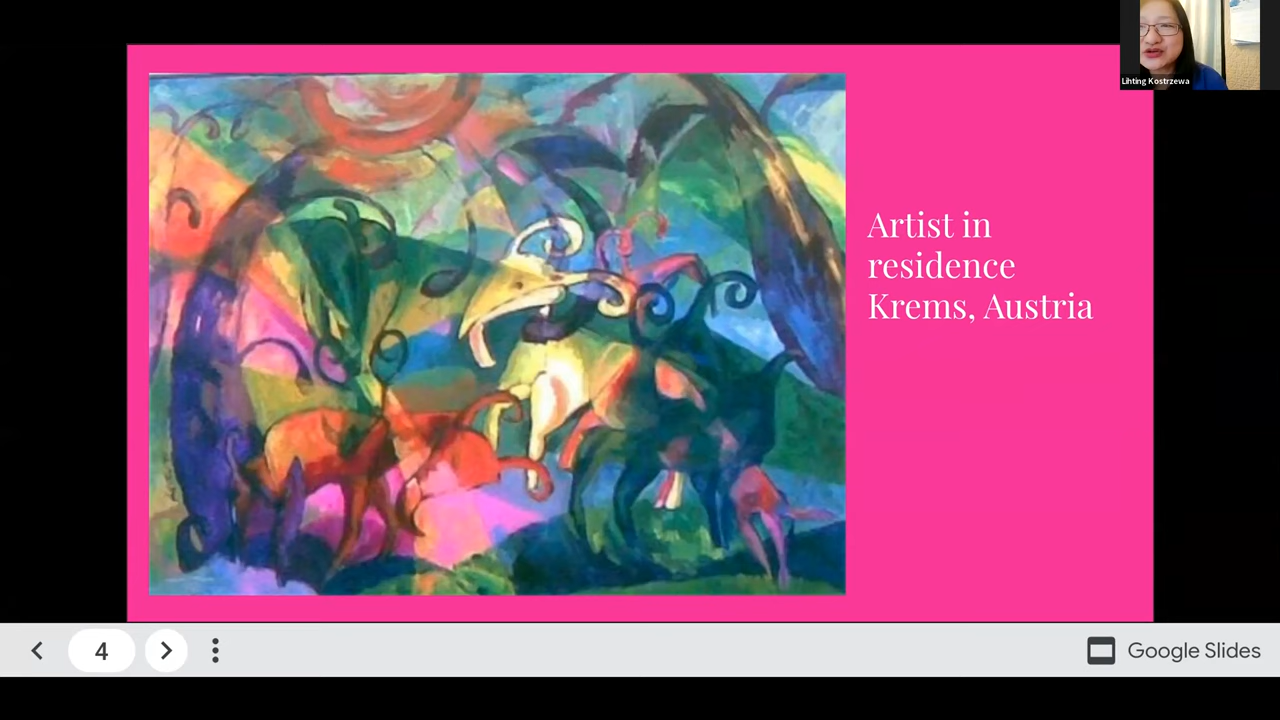 Lihting Kostrzewa
Artist in
residence
Krems, Austria
4
Google Slides